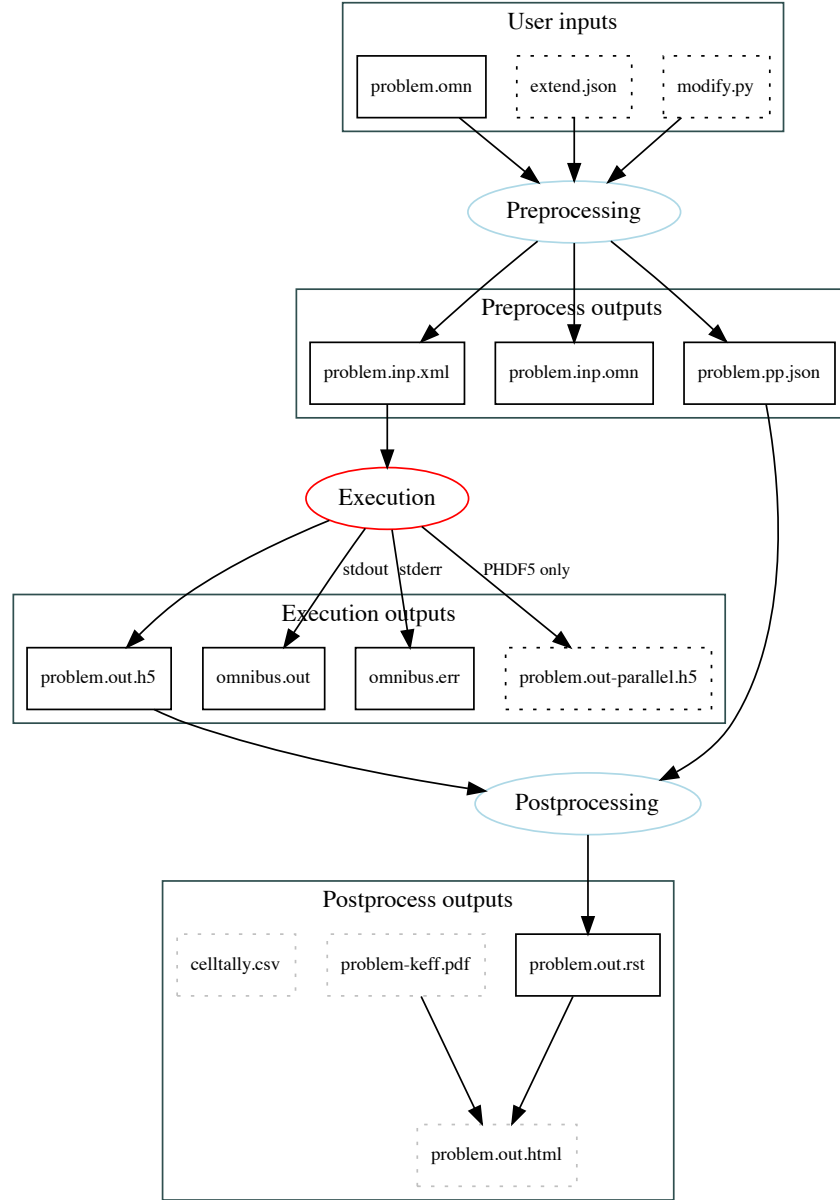 User inputs
problem.omn
extend.json
modify.py
Preprocessing
Preprocess outputs
problem.inp.xml
problem.inp.omn
problem.pp.json
Execution
stdout
stderr
PHDF5 only
Execution outputs
problem.out.h5
omnibus.out
omnibus.err
problem.out-parallel.h5
Postprocessing
Postprocess outputs
celltally.csv
problem-keff.pdf
problem.out.rst
problem.out.html